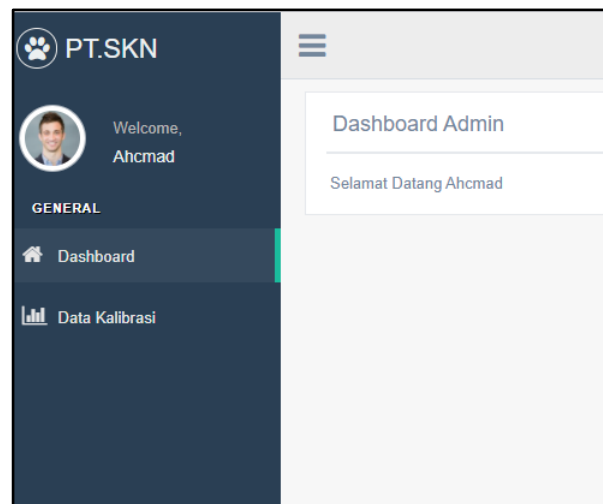 PT.SKN
Welcome,
Ahcmad
GENERAL
Dashboard
Data Kalibrasi
Dashboard Admin
Selamat Datang Ahcmad